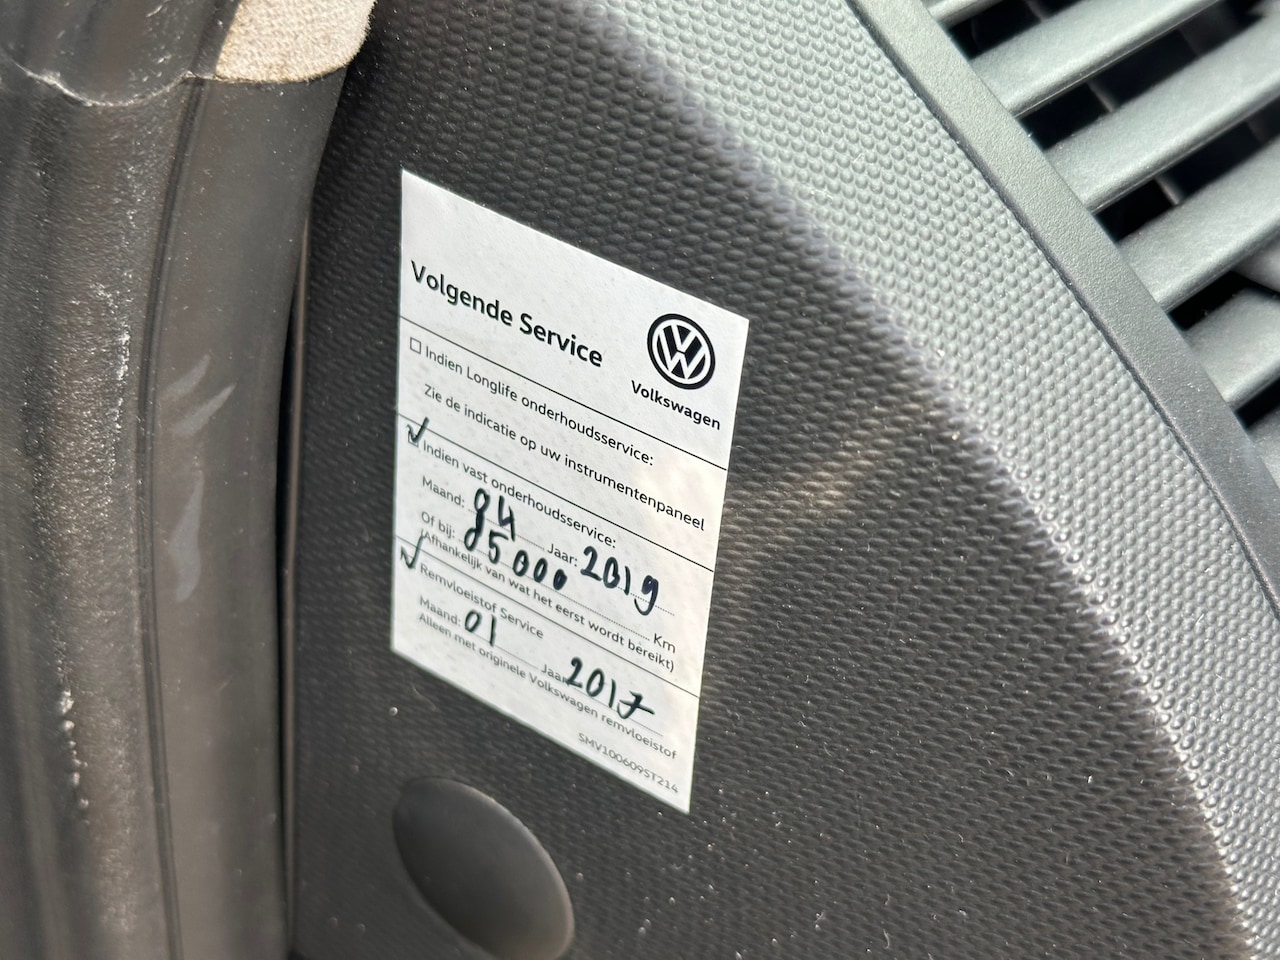 Volgende Service
Volkswagen
Indien Longlife onderhoudsservice:
Zie de indicatie op uw instrumentenpaneel
Indien vast onderhoudsservice:
Maand: 04 Jaar: 2019
Of bij: 85000 Km
(Afhankelijk van wat het eerst wordt bereikt)
Remvloeistof Service
Maand: 01 Jaar 2017
Alleen met originele Volkswagen remvloeistof
SMV100609ST214